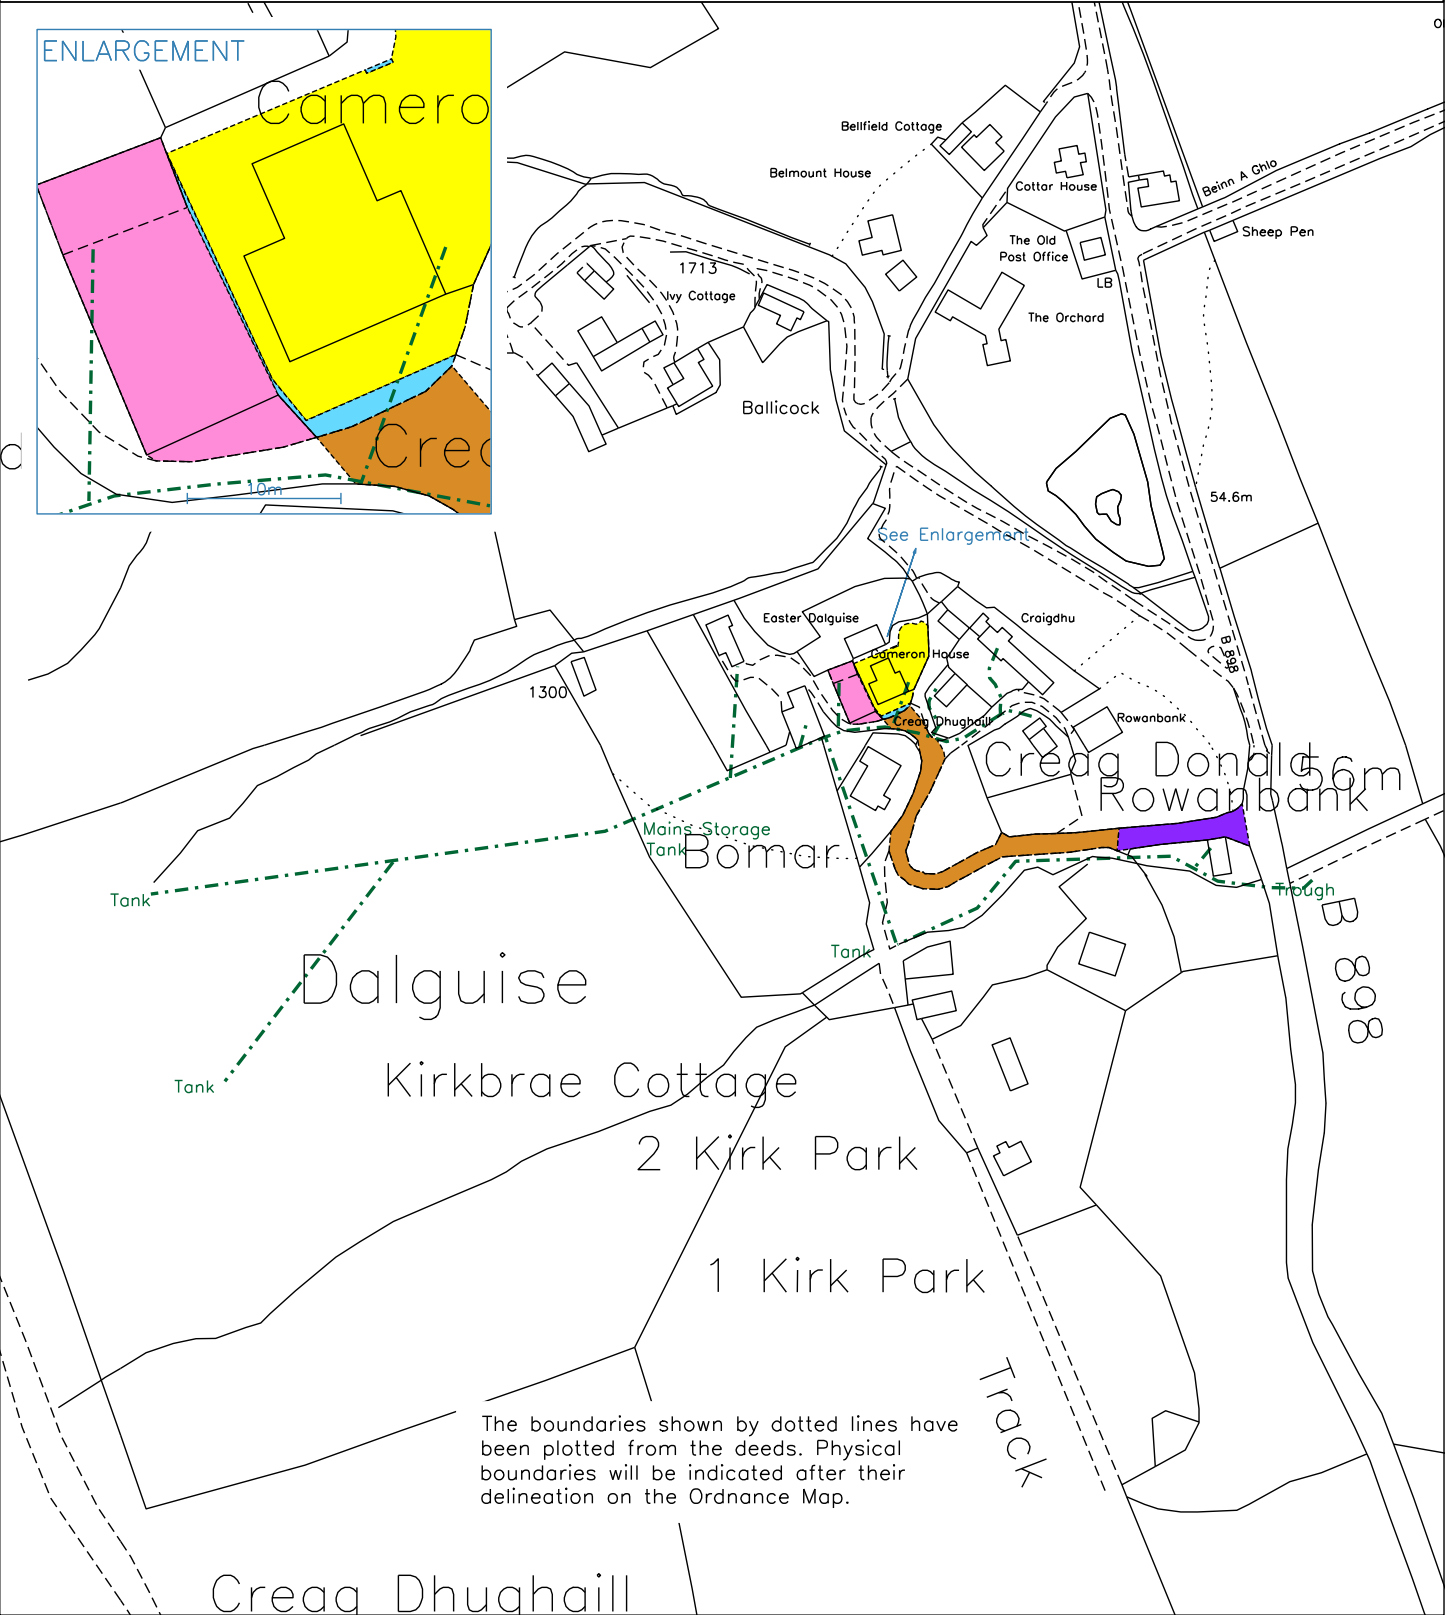 ENLARGEMENT
Camero
Creag
10m
Bellfield Cottage
Belmount House
Cottar House
Beinn A Ghlo
The Old
Post Office
Sheep Pen
LB
The Orchard
1713
Ivy Cottage
Ballicock
54.6m
See Enlargement
Easter Dalguise
Craigdhu
Cameron House
B 898
1300
Creag Dhughaill
Rowanbank
Creag Donald
56m
Rowanbank
Mains Storage
Tank
Bomar
Tank
Trough
B 898
Tank
Dalguise
Tank
Kirkbrae Cottage
2 Kirk Park
1 Kirk Park
Track
The boundaries shown by dotted lines have
been plotted from the deeds. Physical
boundaries will be indicated after their
delineation on the Ordnance Map.
Creag Dhughaill